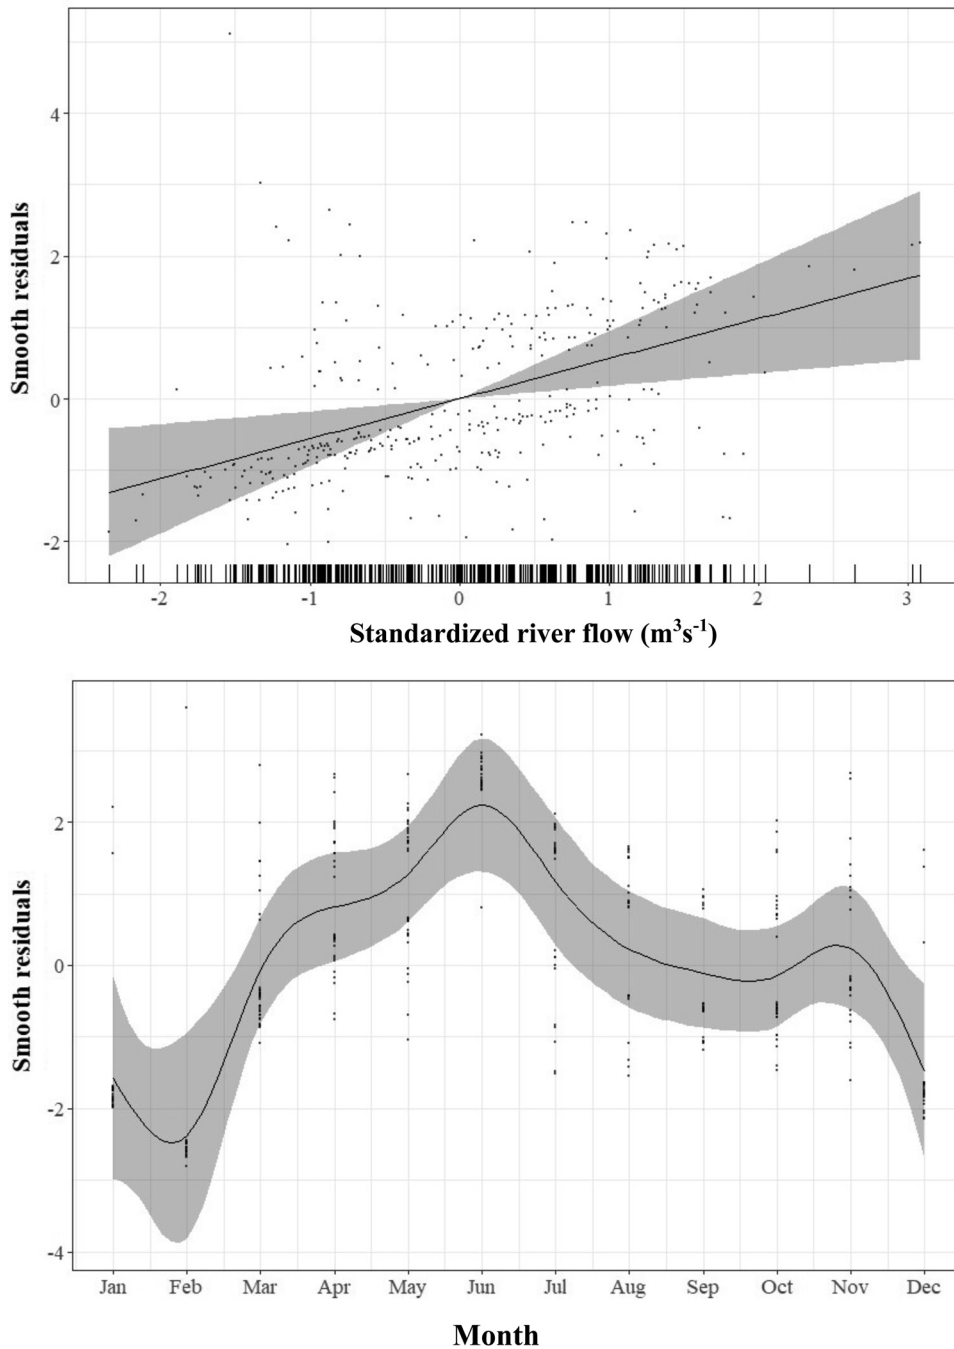 4
2
0
-2
Smooth residuals
-2 -1 0 1 2 3
Standardized river flow (m³s⁻¹)
2
0
-2
-4
Smooth residuals
Jan Feb Mar Apr May Jun Jul Aug Sep Oct Nov Dec
Month